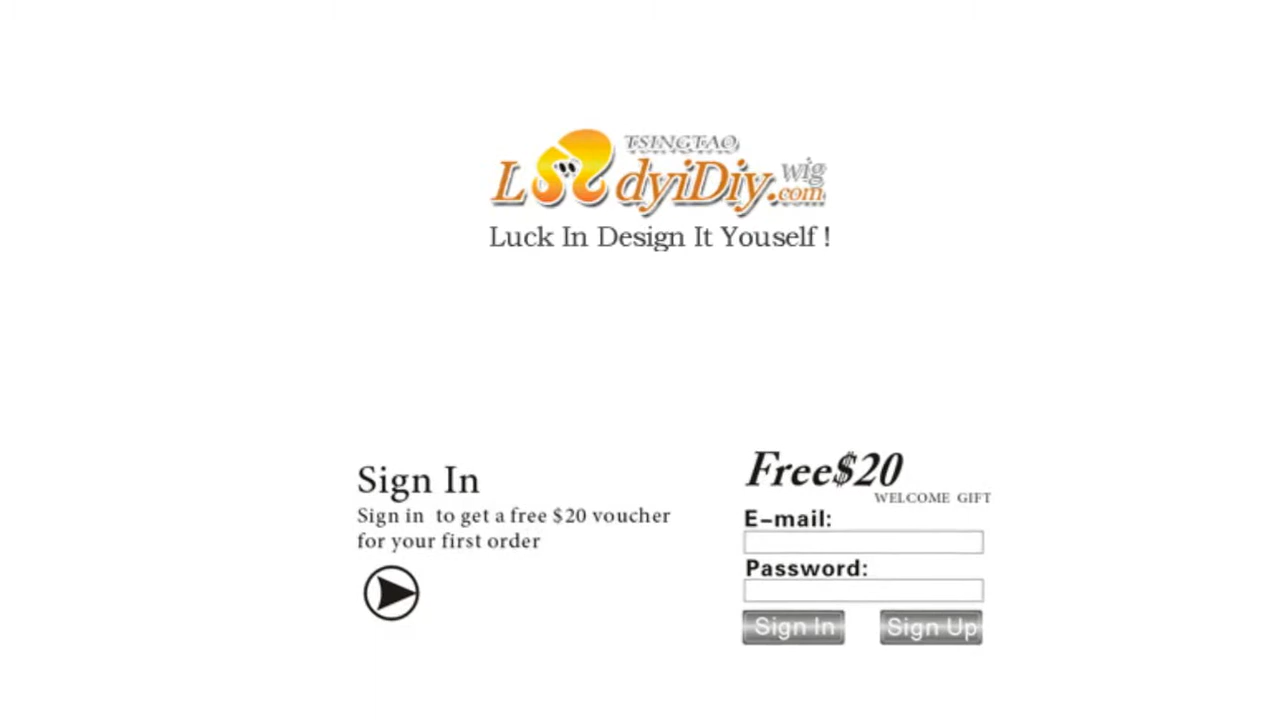 TSINGTAO
LadyiDiy.wig.com
Luck In Design It Youself !
Sign In
Sign in to get a free $20 voucher
for your first order
Free$20
WELCOME GIFT
E-mail:
Password:
Sign In Sign Up